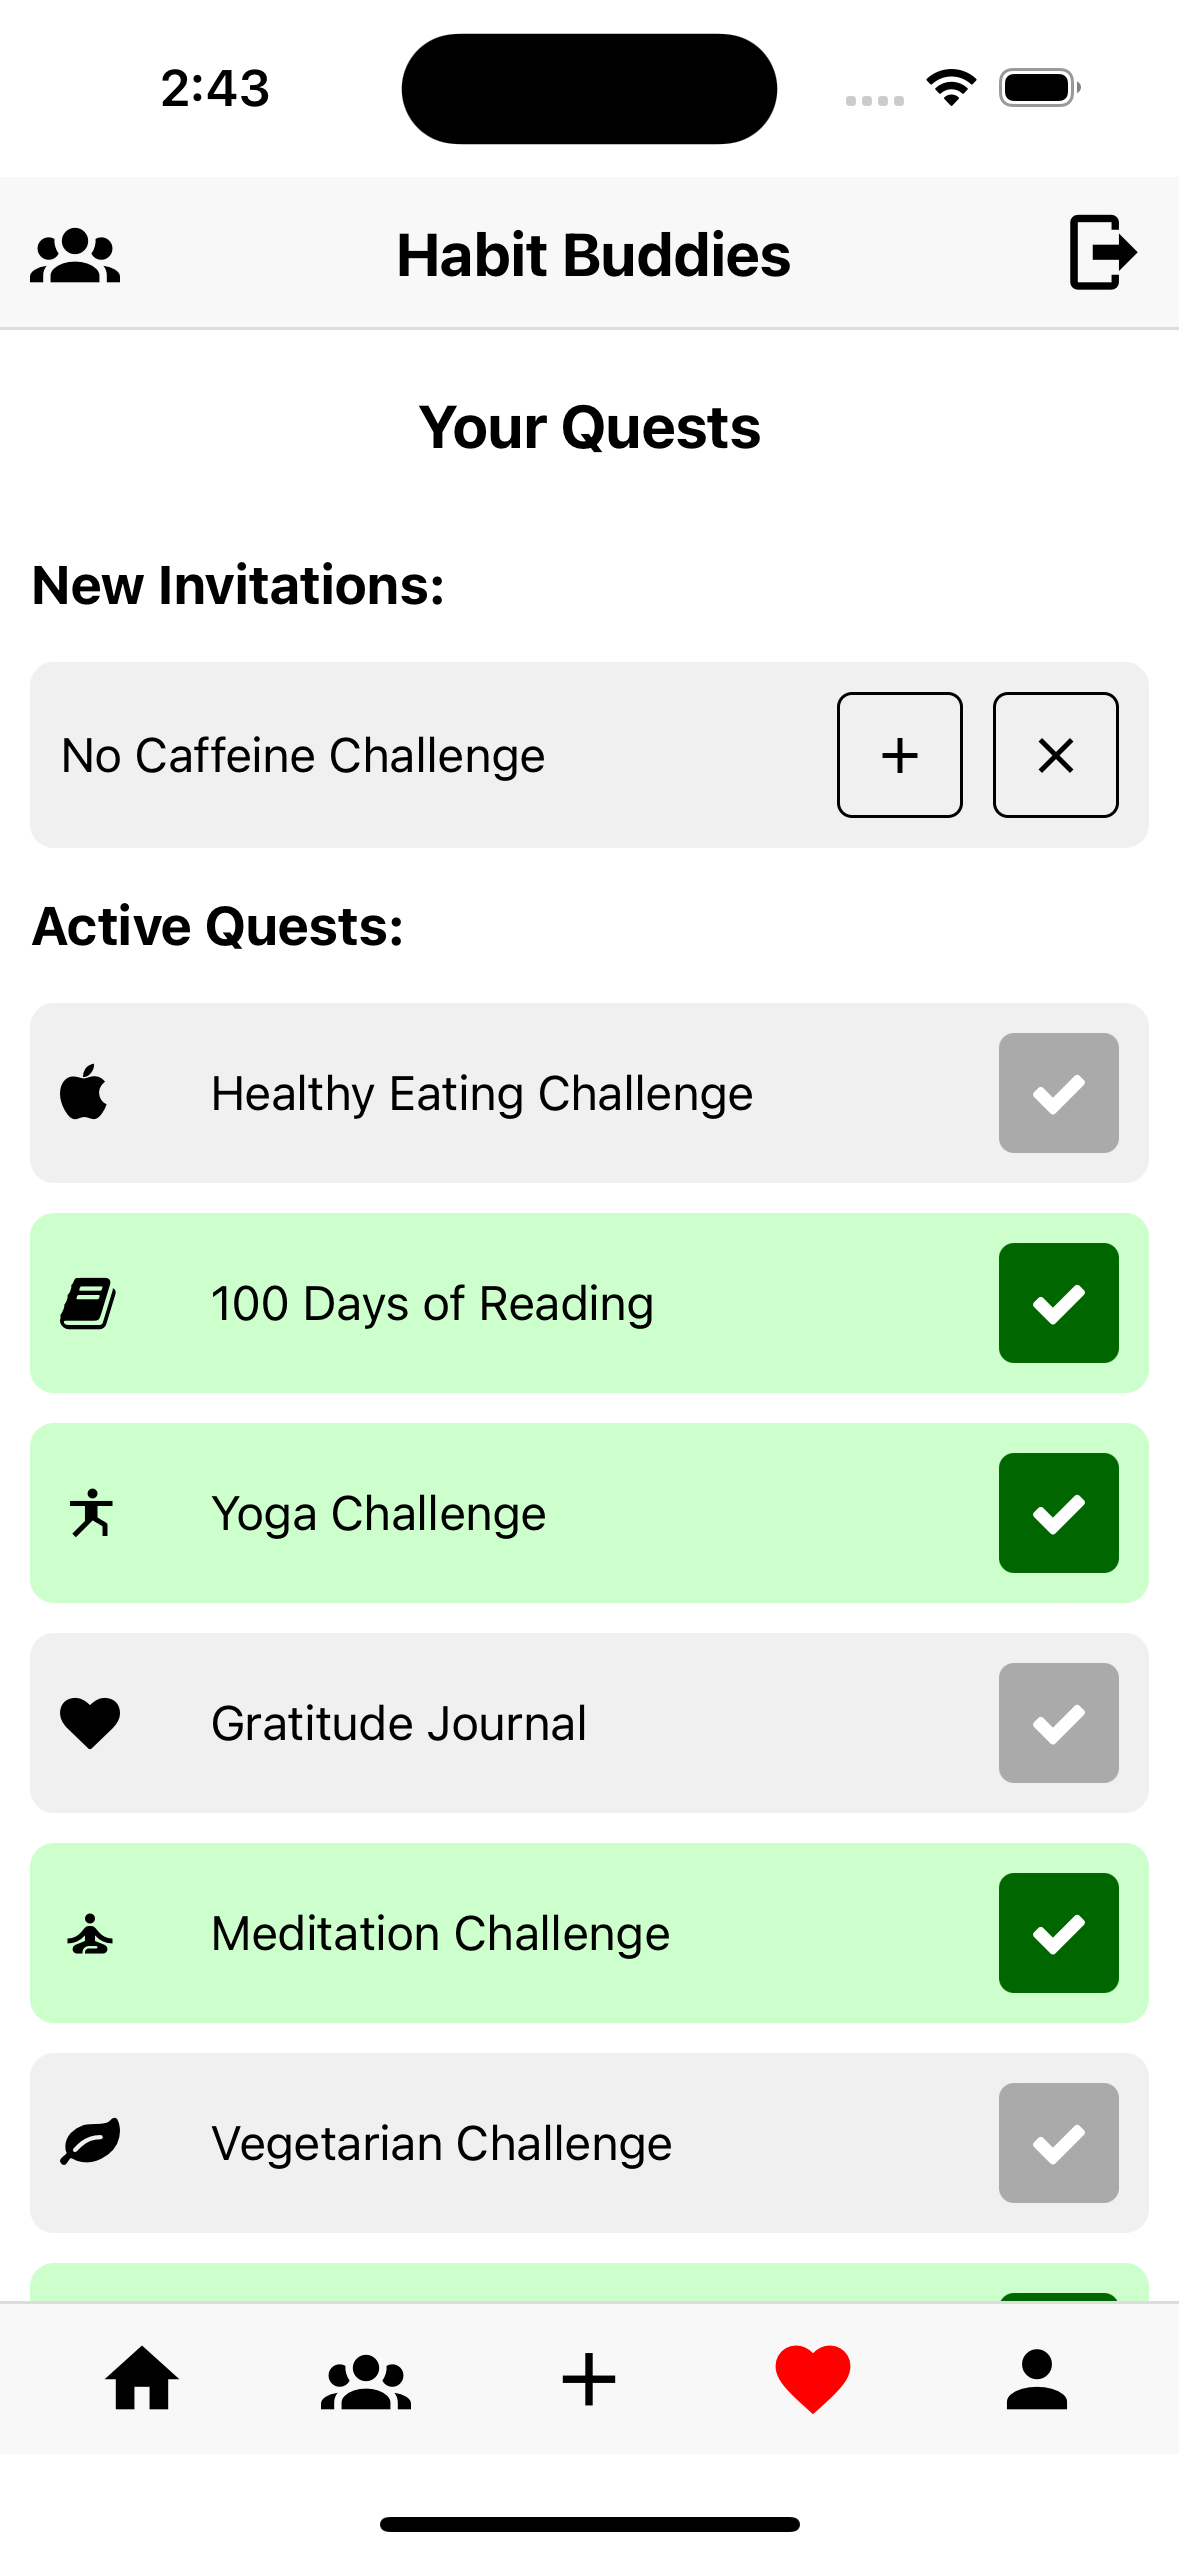 2:43
Habit Buddies
Your Quests
New Invitations:
No Caffeine Challenge
Active Quests:
Healthy Eating Challenge
100 Days of Reading
Yoga Challenge
Gratitude Journal
Meditation Challenge
Vegetarian Challenge